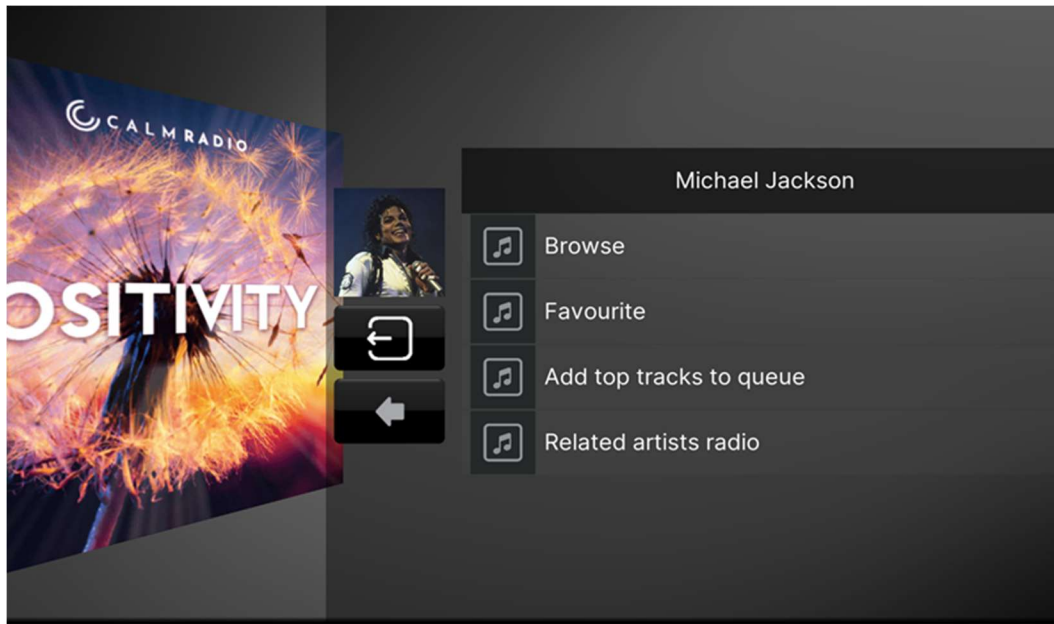 CALMRADIO
OSITIVITY
Michael Jackson
Browse
Favourite
Add top tracks to queue
Related artists radio